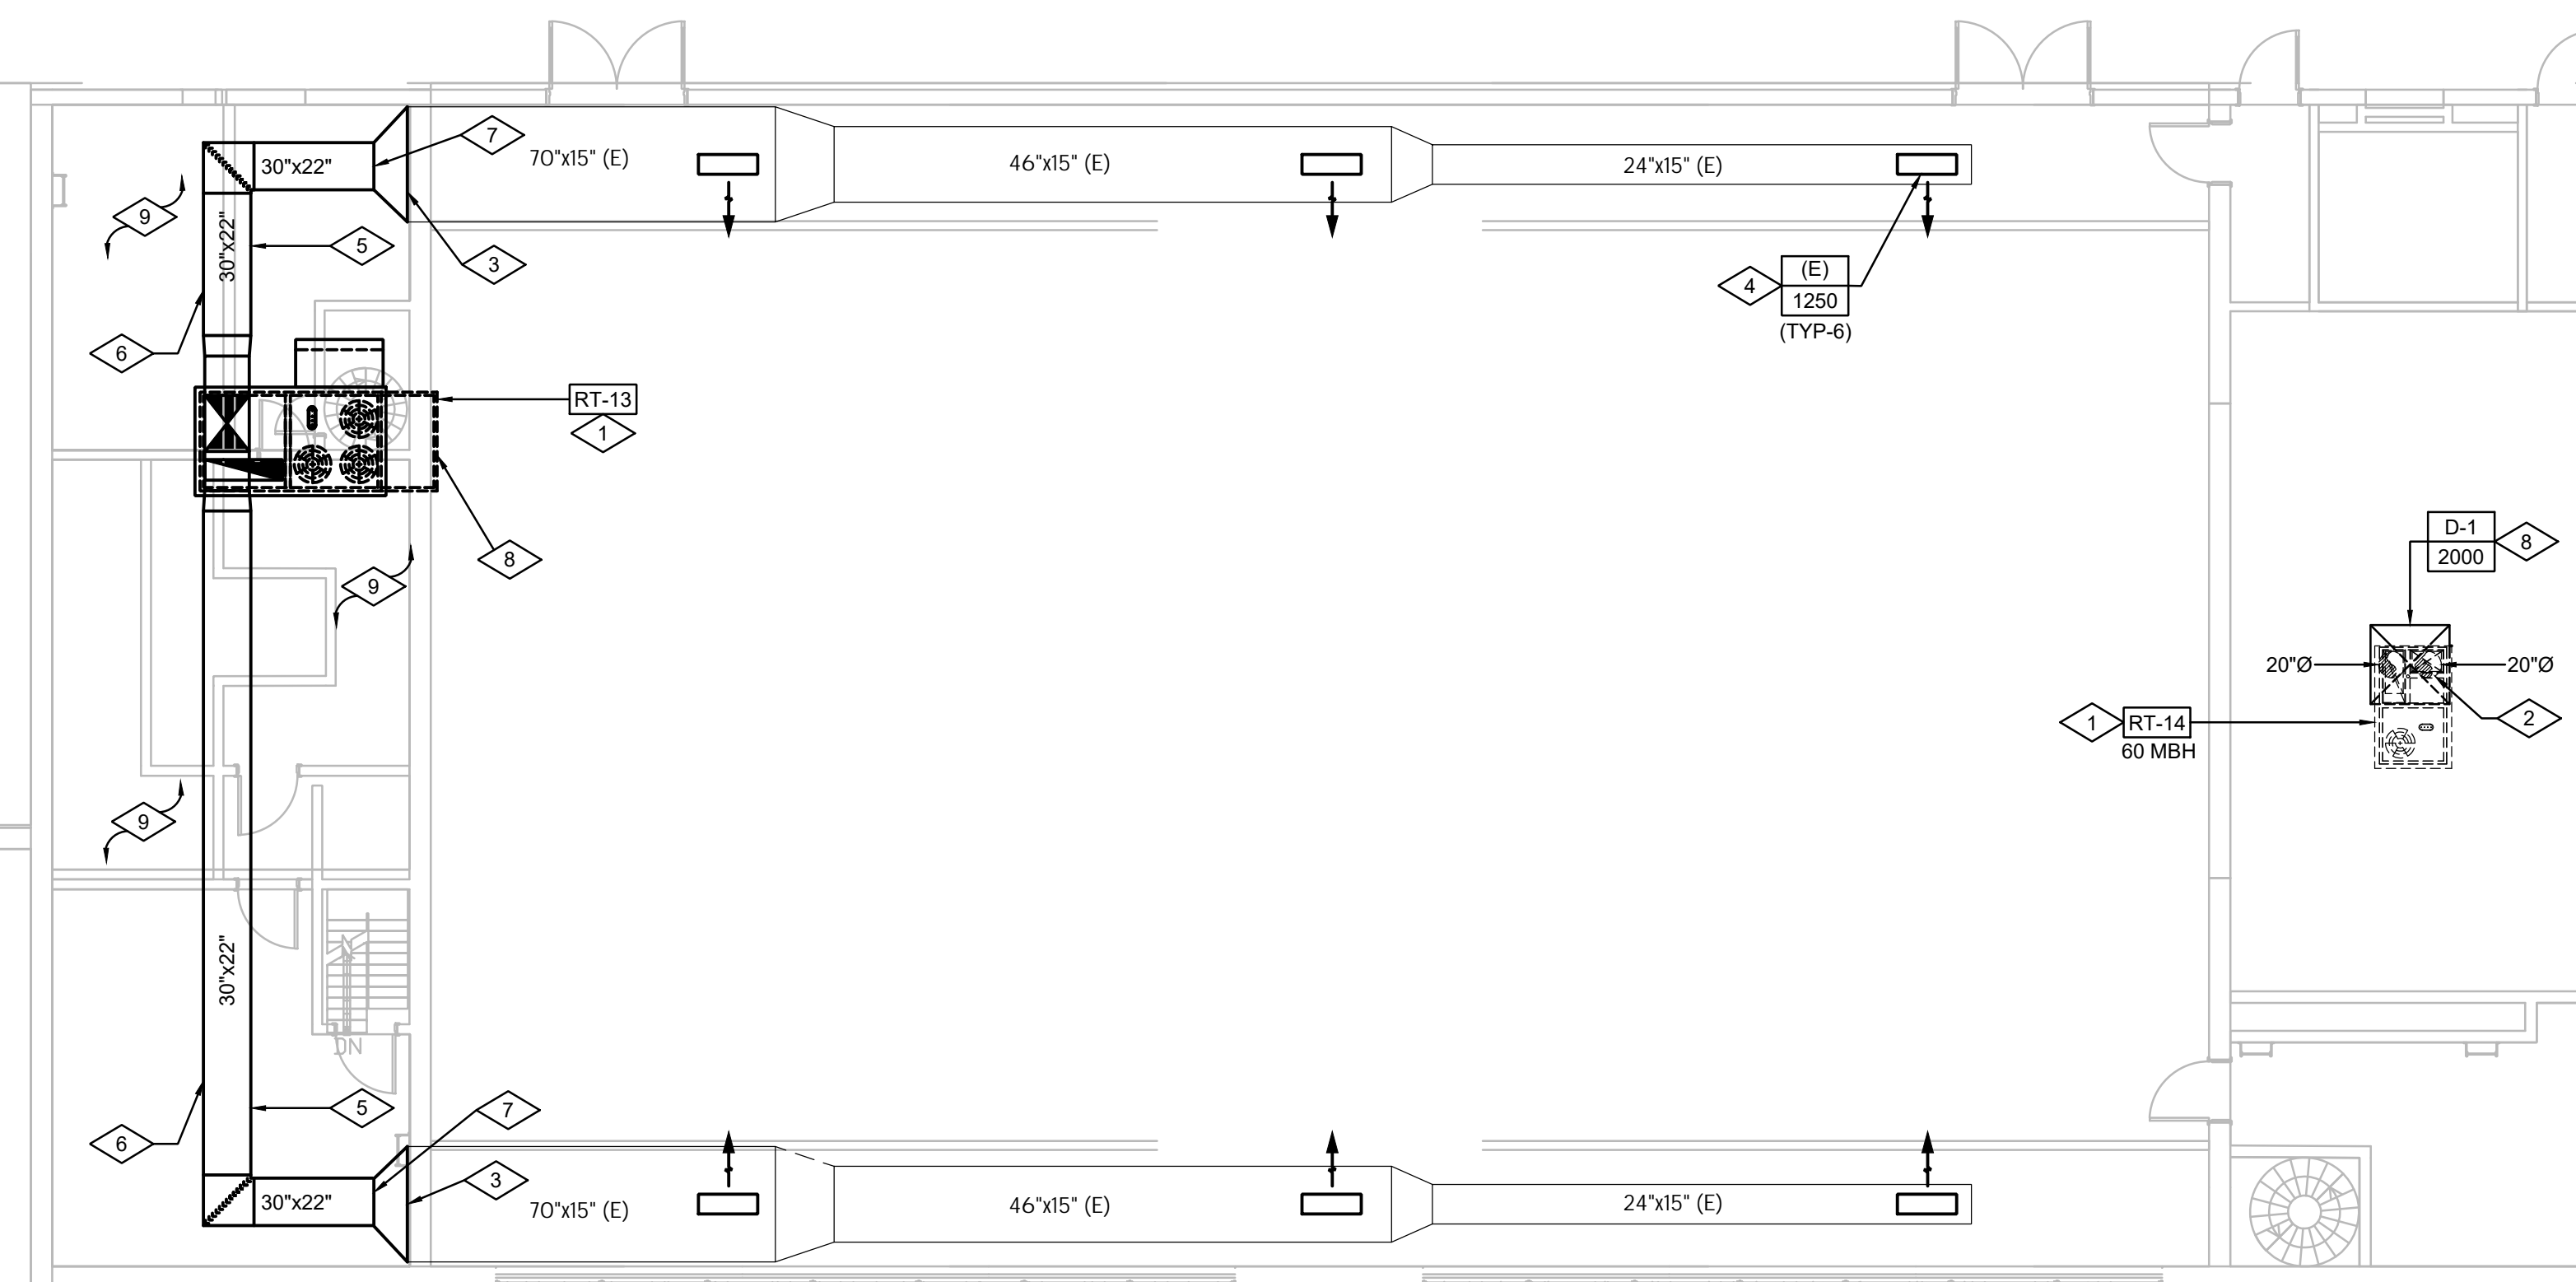 7
30"x22"
70"x15" (E)
46"x15" (E)
24"x15" (E)
9
30"x22"
5
3
4
(E)
1250
(TYP-6)
6
RT-13
1
8
9
D-1
2000
8
20"Ø
20"Ø
1
RT-14
60 MBH
2
9
30"x22"
DN
5
7
6
3
30"x22"
70"x15" (E)
46"x15" (E)
24"x15" (E)